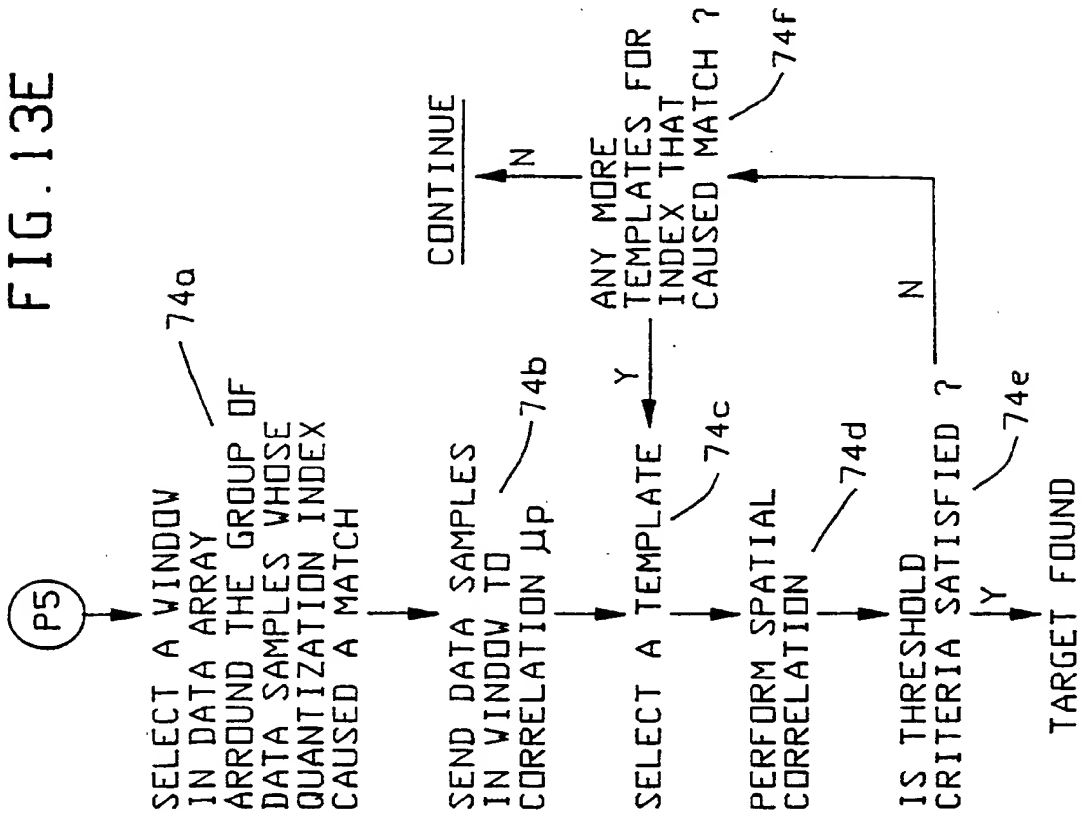 FIG.13E
P5
SELECT A WINDOW
IN DATA ARRAY
ARROUND THE GROUP OF
DATA SAMPLES WHOSE
QUANTIZATION INDEX
CAUSED A MATCH
74a
SEND DATA SAMPLES
IN WINDOW TO
CORRELATION µp
74b
SELECT A TEMPLATE
74c
PERFORM SPATIAL
CORRELATION
74d
IS THRESHOLD
CRITERIA SATISFIED ?
74e
Y
TARGET FOUND
N
ANY MORE
TEMPLATES FOR
INDEX THAT
CAUSED MATCH ?
74f
Y
N
CONTINUE